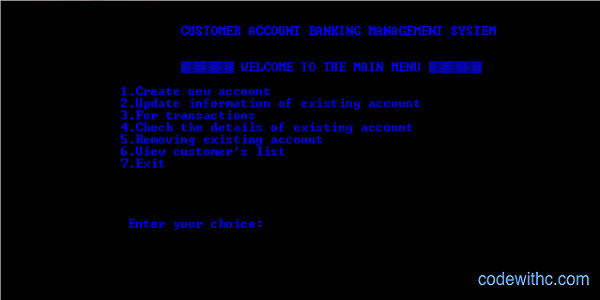 CUSTOMER ACCOUNT BANKING MANAGEMENT SYSTEM
WELCOME TO THE MAIN MENU
1.Create new account
2.Update information of existing account
3.For transactions
4.Check the details of existing account
5.Removing existing account
6.View customer's list
7.Exit
Enter your choice:
codewithc.com